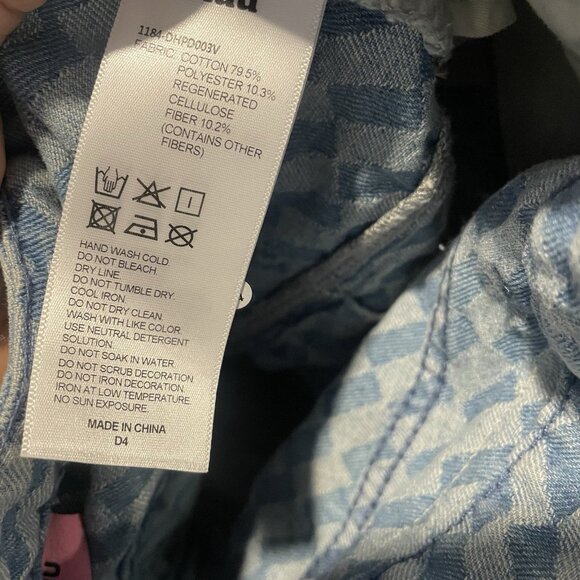 1184-DHPD003V
FABRIC: COTTON 79.5%
POLYESTER 10.3%
REGENERATED
CELLULOSE
FIBER 10.2%
(CONTAINS OTHER
FIBERS)
HAND WASH COLD
DO NOT BLEACH
DRY LINE.
DO NOT TUMBLE DRY.
COOL IRON
DO NOT DRY CLEAN.
WASH WITH LIKE COLOR
USE NEUTRAL DETERGENT
SOLUTION.
DO NOT SOAK IN WATER
DO NOT SCRUB DECORATION
DO NOT IRON DECORATION.
IRON AT LOW TEMPERATURE.
NO SUN EXPOSURE.
MADE IN CHINA
D4